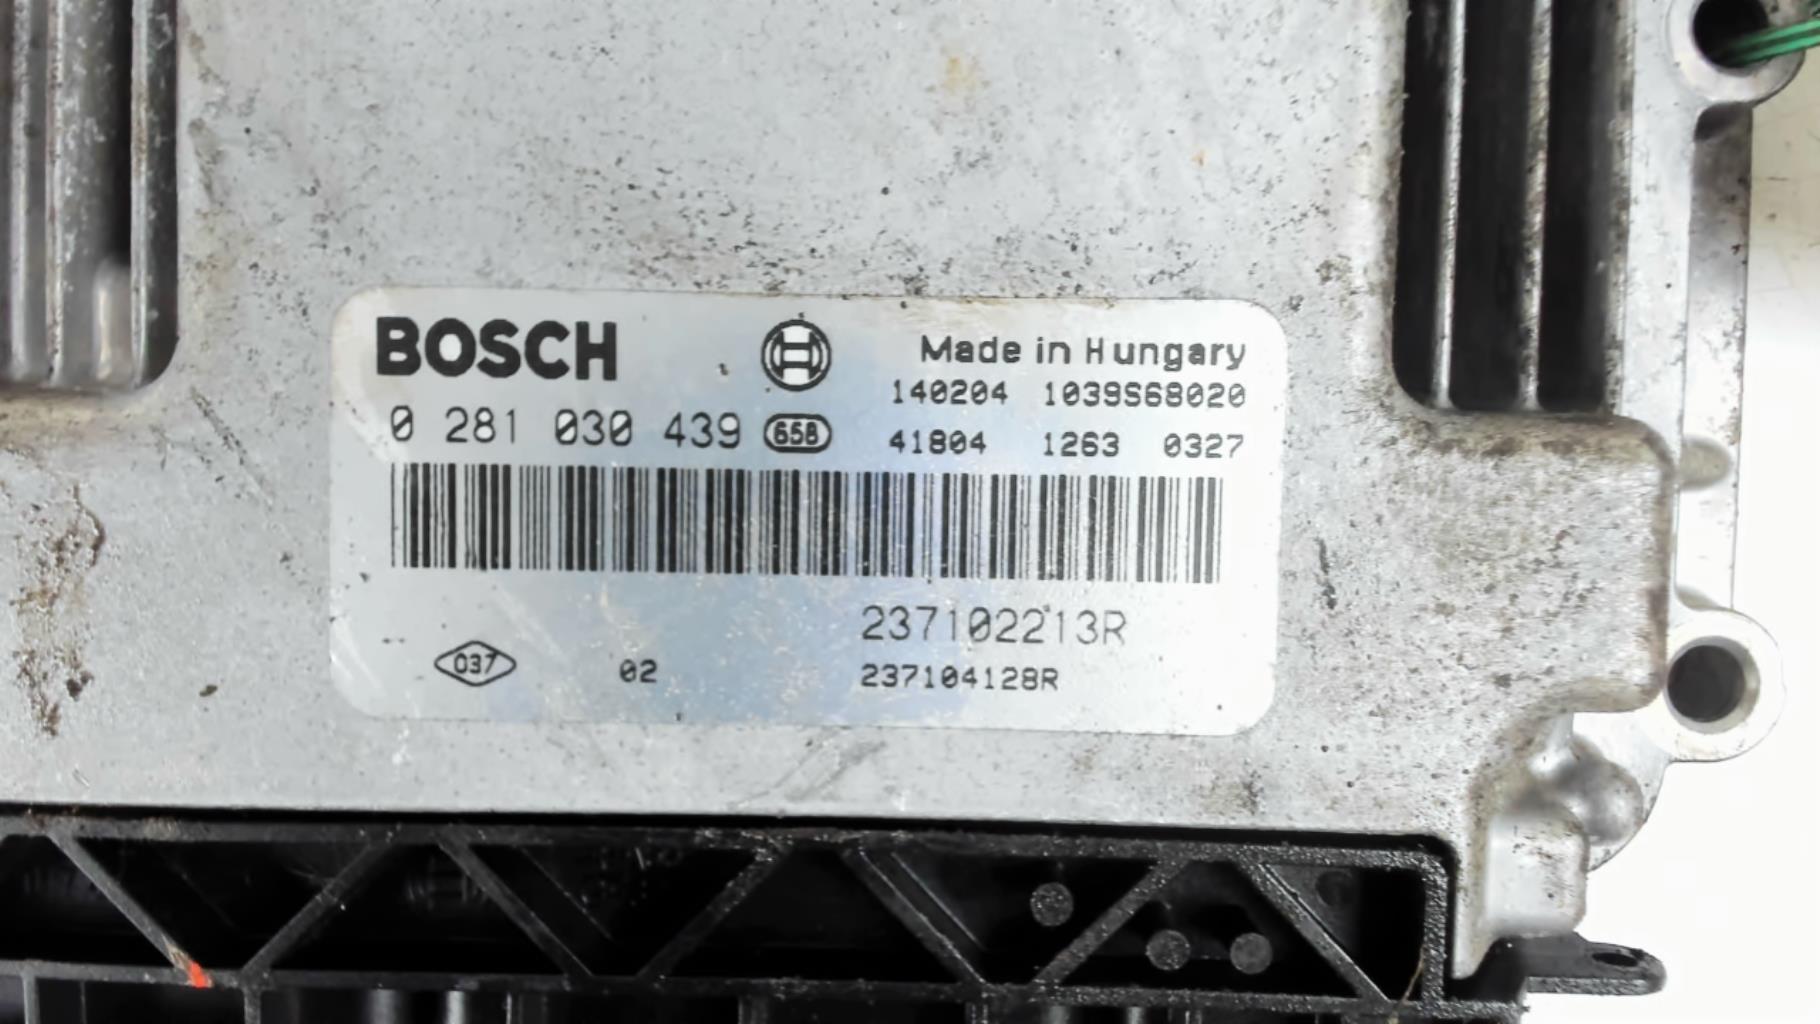 BOSCH
Made in Hungary
140204 1039S68020
0 281 030 439 658 41804 1263 0327
237102213R
037 02 237104128R